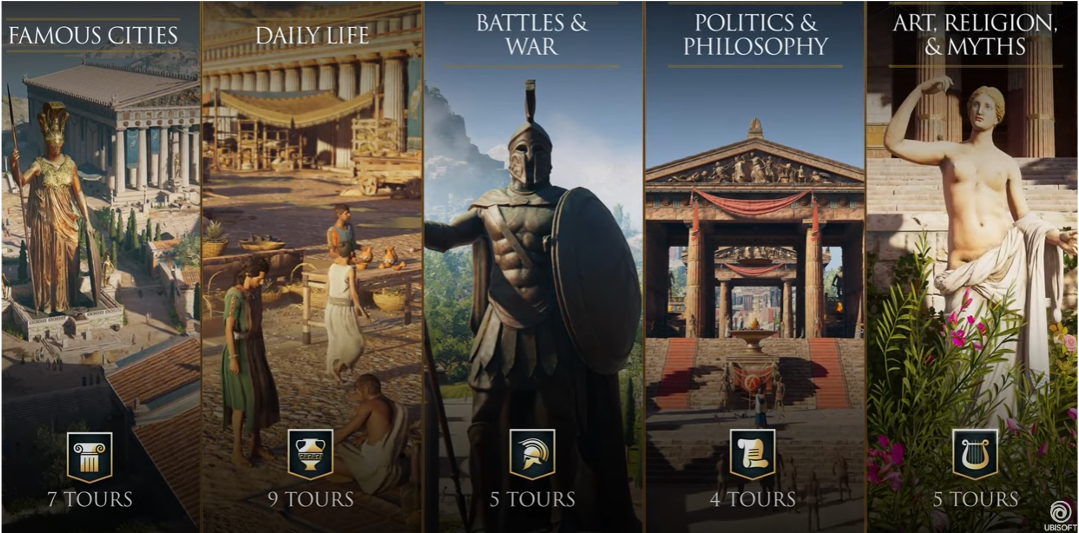 FAMOUS CITIES
DAILY LIFE
BATTLES &
WAR
POLITICS &
PHILOSOPHY
ART, RELIGION,
& MYTHS
7 TOURS
9 TOURS
5 TOURS
4 TOURS
5 TOURS
UBISOFT